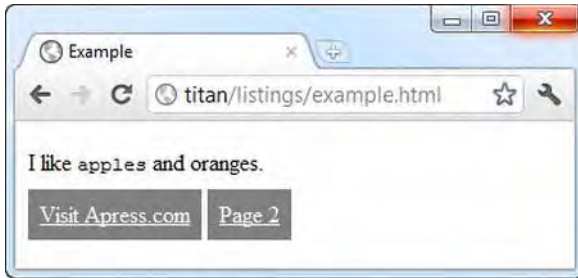 Example
titan/listings/example.html
I like apples and oranges.
Visit Apress.com Page 2